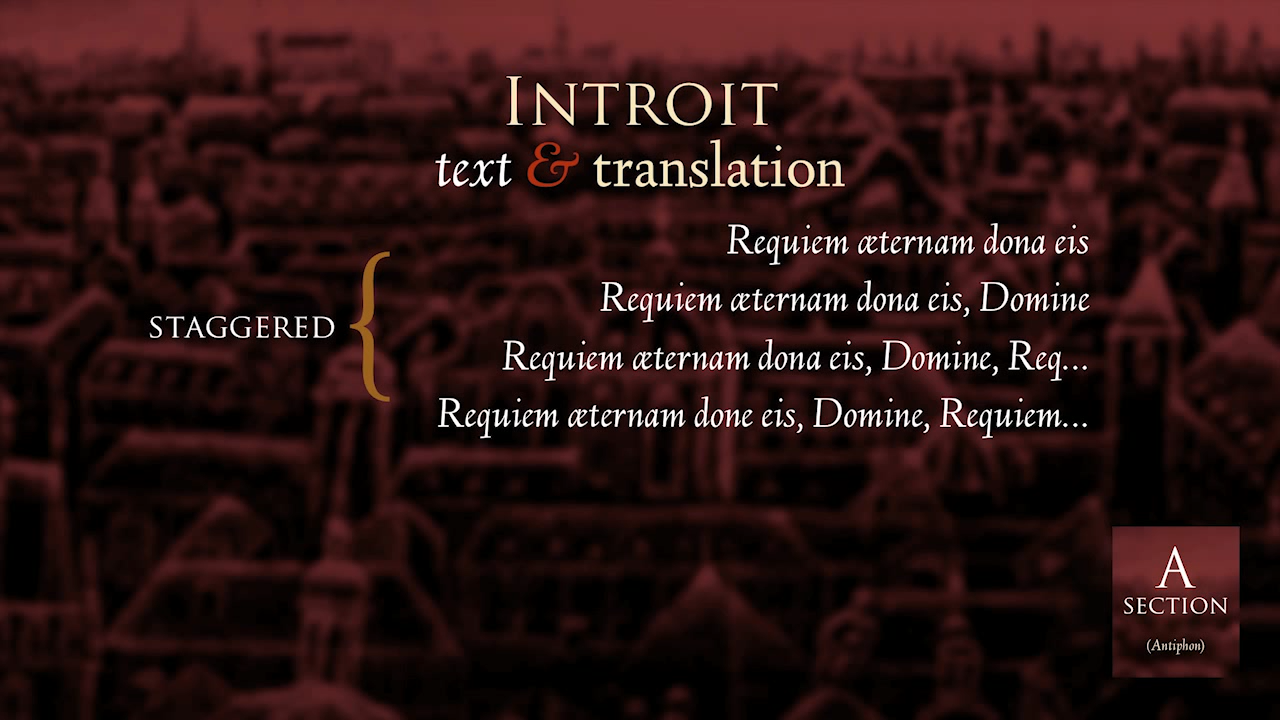 INTROIT
text & translation
Requiem æternam dona eis
Requiem æternam dona eis, Domine
STAGGERED
Requiem æternam dona eis, Domine, Req...
Requiem æternam done eis, Domine, Requiem...
A
SECTION
(Antiphon)